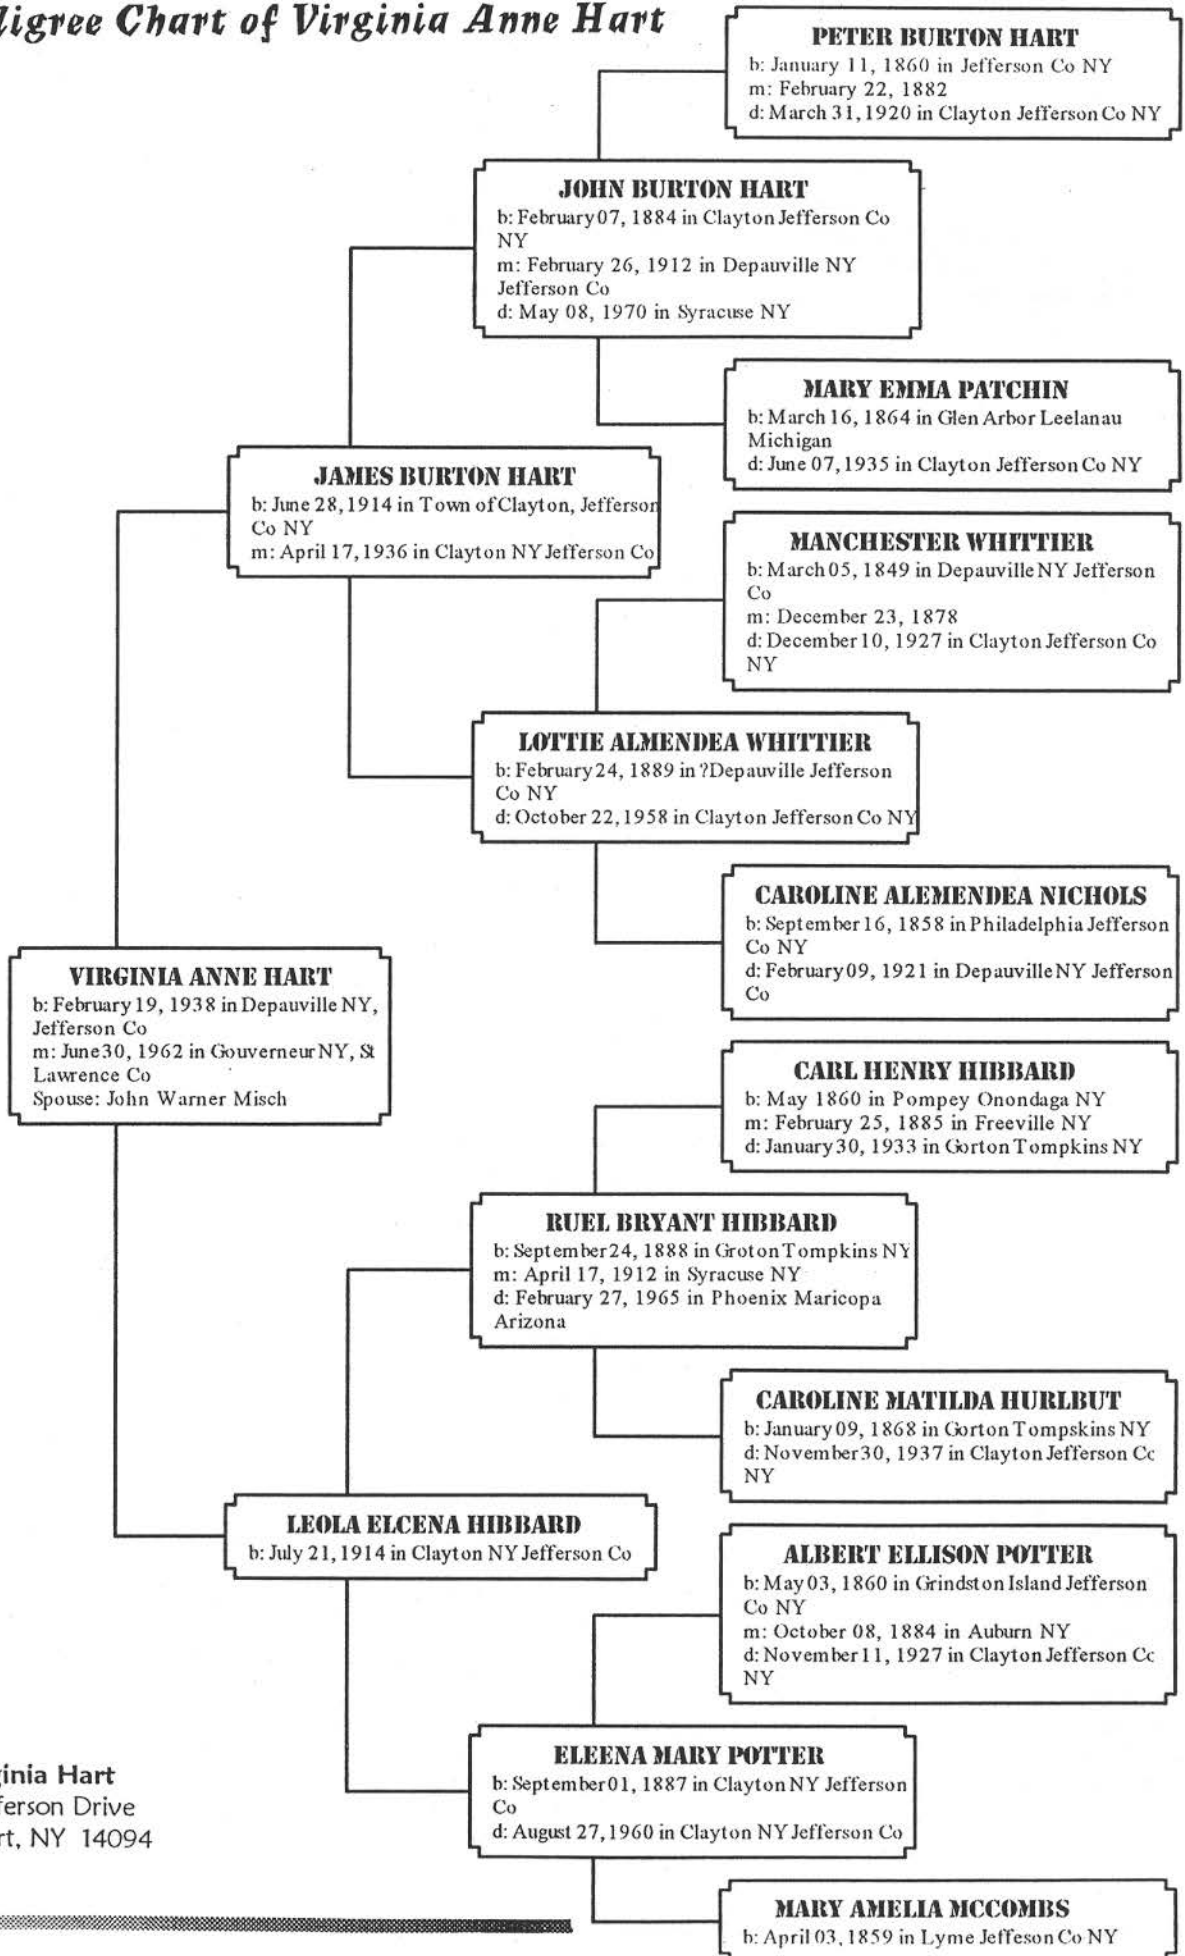 ligree Chart of Virginia Anne Hart
PETER BURTON HART
b: January 11, 1860 in Jefferson Co NY
m: February 22, 1882
d: March 31, 1920 in Clayton Jefferson Co NY
JOHN BURTON HART
b: February 07, 1884 in Clayton Jefferson Co
NY
m: February 26, 1912 in Depauville NY
Jefferson Co
d: May 08, 1970 in Syracuse NY
MARY EMMA PATCHIN
b: March 16, 1864 in Glen Arbor Leelanau
Michigan
d: June 07, 1935 in Clayton Jefferson Co NY
JAMES BURTON HART
b: June 28, 1914 in Town of Clayton, Jefferson
Co NY
m: April 17, 1936 in Clayton NY Jefferson Co
MANCHESTER WHITTIER
b: March 05, 1849 in Depauville NY Jefferson
Co
m: December 23, 1878
d: December 10, 1927 in Clayton Jefferson Co
NY
LOTTIE ALMENDEA WHITTIER
b: February 24, 1889 in ?Depauville Jefferson
Co NY
d: October 22, 1958 in Clayton Jefferson Co NY
CAROLINE ALEMENDEA NICHOLS
b: September 16, 1858 in Philadelphia Jefferson
Co NY
d: February 09, 1921 in Depauville NY Jefferson
Co
VIRGINIA ANNE HART
b: February 19, 1938 in Depauville NY,
Jefferson Co
m: June 30, 1962 in Gouverneur NY, St
Lawrence Co
Spouse: John Warner Misch
CARL HENRY HIBBARD
b: May 1860 in Pompey Onondaga NY
m: February 25, 1885 in Freeville NY
d: January 30, 1933 in Gorton Tompkins NY
RUEL BRYANT HIBBARD
b: September 24, 1888 in Groton Tompkins NY
m: April 17, 1912 in Syracuse NY
d: February 27, 1965 in Phoenix Maricopa
Arizona
CAROLINE MATILDA HURLBUT
b: January 09, 1868 in Gorton Tompskins NY
d: November 30, 1937 in Clayton Jefferson Cc
NY
LEOLA ELCENA HIBBARD
b: July 21, 1914 in Clayton NY Jefferson Co
ALBERT ELLISON POTTER
b: May 03, 1860 in Grindston Island Jefferson
Co NY
m: October 08, 1884 in Auburn NY
d: November 11, 1927 in Clayton Jefferson Cc
NY
ELEENA MARY POTTER
b: September 01, 1887 in Clayton NY Jefferson
Co
d: August 27, 1960 in Clayton NY Jefferson Co
MARY AMELIA MCCOMBS
b: April 03, 1859 in Lyme Jeffeson Co NY
inia Hart
ferson Drive
rt, NY 14094